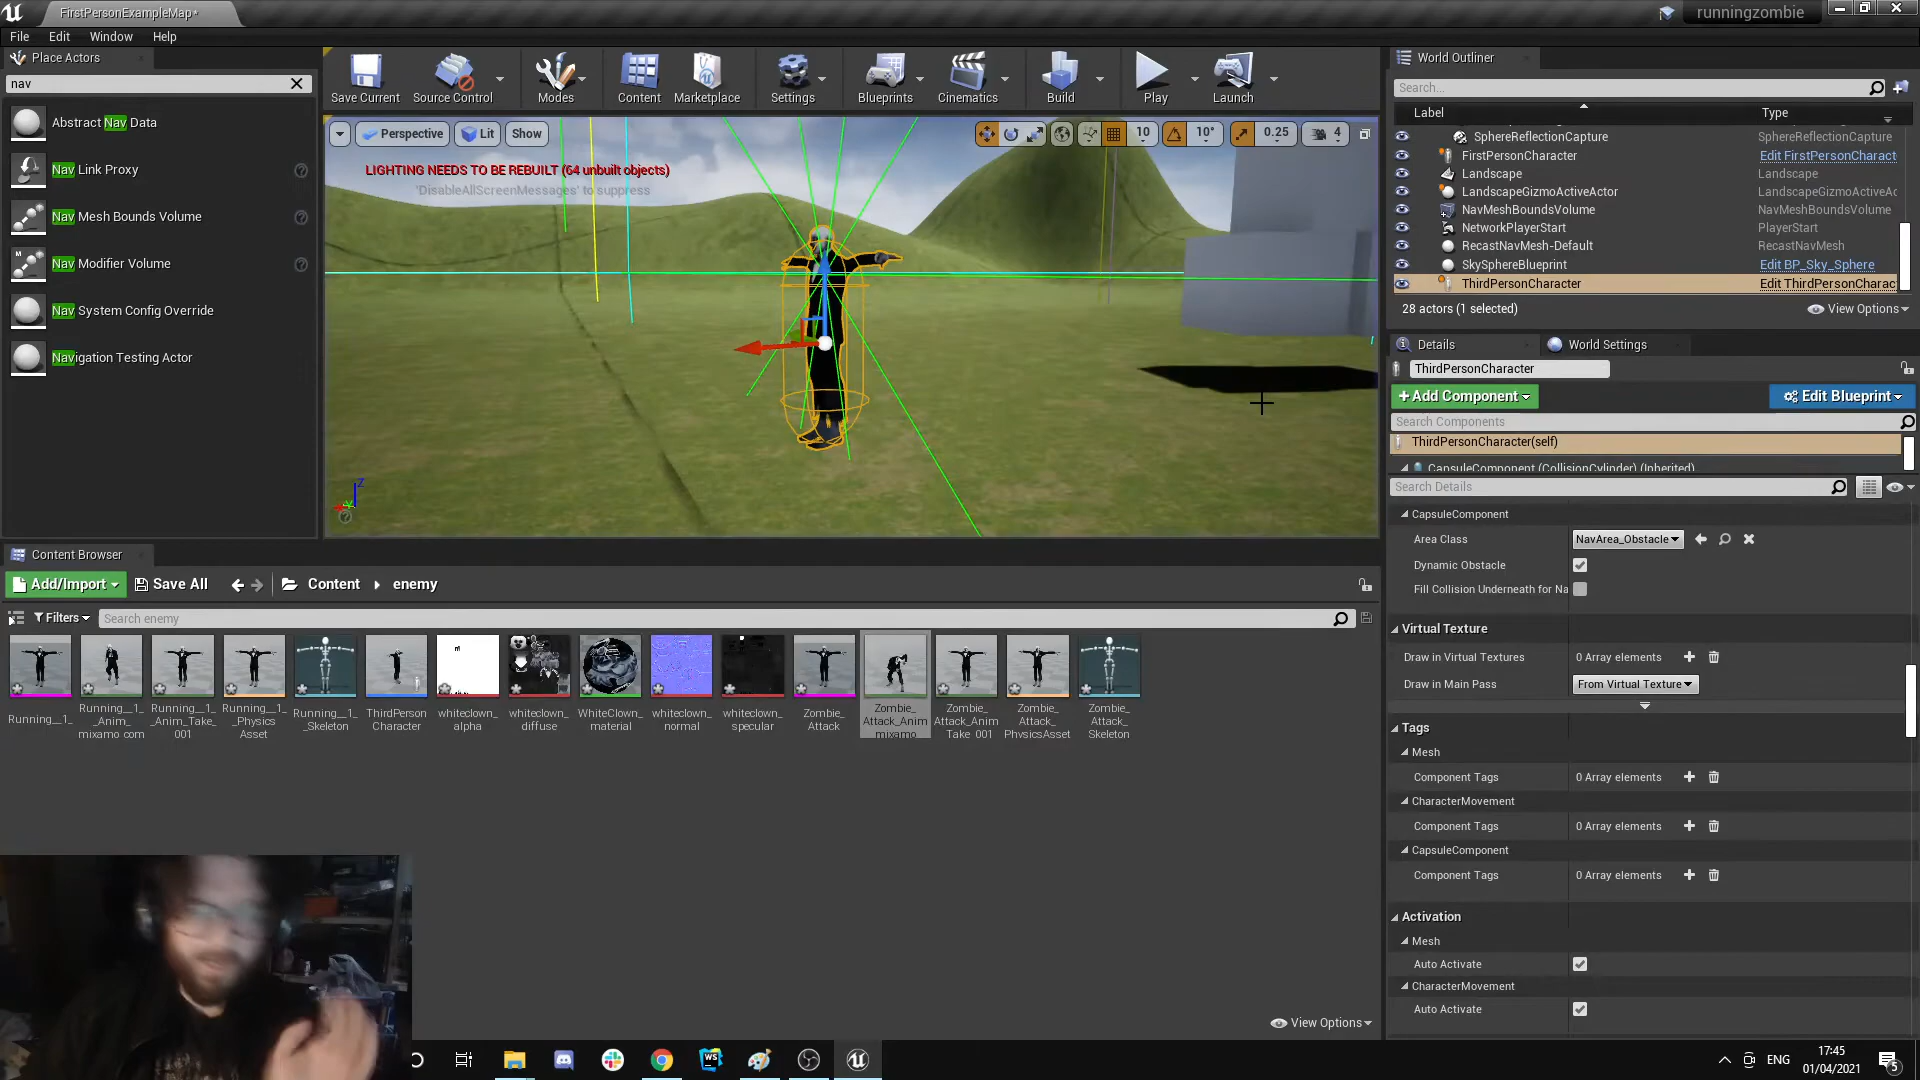 FirstPersonExampleMap*
runningzombie
File Edit Window Help
Place Actors
nav
Abstract Nav Data
Nav Link Proxy
Nav Mesh Bounds Volume
Nav Modifier Volume
Nav System Config Override
Navigation Testing Actor
Save Current
Source Control
Modes
Content
Marketplace
Settings
Blueprints
Cinematics
Build
Play
Launch
Perspective
Lit
Show
10
10°
0.25
4
LIGHTING NEEDS TO BE REBUILT (64 unbuilt objects)
'DisableAllScreenMessages' to suppress
Z
World Outliner
Search...
Label Type
SphereReflectionCapture SphereReflectionCapture
FirstPersonCharacter Edit FirstPersonCharact
Landscape Landscape
LandscapeGizmoActiveActor LandscapeGizmoActiveAc
NavMeshBoundsVolume NavMeshBoundsVolume
NetworkPlayerStart PlayerStart
RecastNavMesh-Default RecastNavMesh
SkySphereBlueprint Edit BP_Sky_Sphere
ThirdPersonCharacter Edit ThirdPersonCharac
28 actors (1 selected)
View Options
Details
World Settings
ThirdPersonCharacter
+Add Component
Edit Blueprint
Search Components
ThirdPersonCharacter(self)
CapsuleComponent (CollisionCylinder) (Inherited)
Search Details
CapsuleComponent
Area Class NavArea_Obstacle
Dynamic Obstacle
Fill Collision Underneath for Na
Virtual Texture
Draw in Virtual Textures 0 Array elements
Draw in Main Pass From Virtual Texture
Tags
Mesh
Component Tags 0 Array elements
CharacterMovement
Component Tags 0 Array elements
CapsuleComponent
Component Tags 0 Array elements
Activation
Mesh
Auto Activate
CharacterMovement
Auto Activate
Content Browser
Add/Import
Save All
Content
enemy
Filters
Search enemy
Running__1_
Running__1_
_Anim_
mixamo_com
Running__1_
_Anim_Take_
001
Running__1_
_Physics
Asset
Running__1_
_Skeleton
ThirdPerson
Character
whiteclown_
alpha
whiteclown_
diffuse
WhiteClown_
material
whiteclown_
normal
whiteclown_
specular
Zombie_
Attack
Zombie_
Attack_Anim
mixamo
Zombie_
Attack_Anim
Take_001
Zombie_
Attack_
PhysicsAsset
Zombie_
Attack_
Skeleton
View Options
WS
ENG
17:45
01/04/2021
5